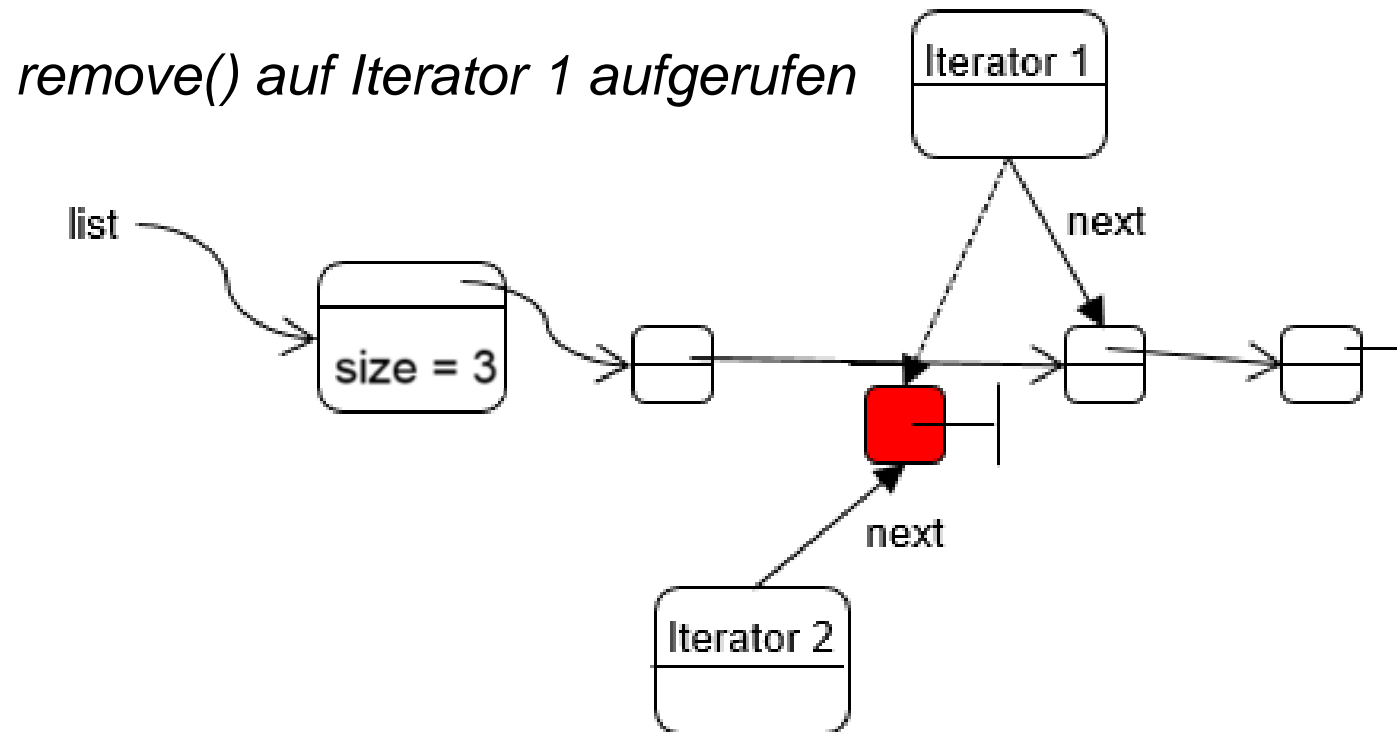 remove() auf Iterator 1 aufgerufen
Iterator 1
list
next
size = 3
next
Iterator 2